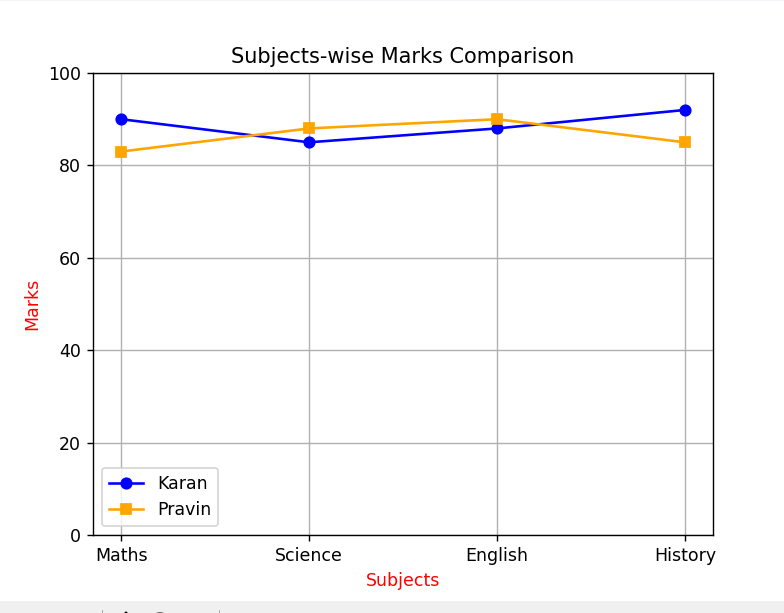 Subjects-wise Marks Comparison
100
80
60
40
20
0
Marks
Karan
Pravin
Maths Science English History
Subjects